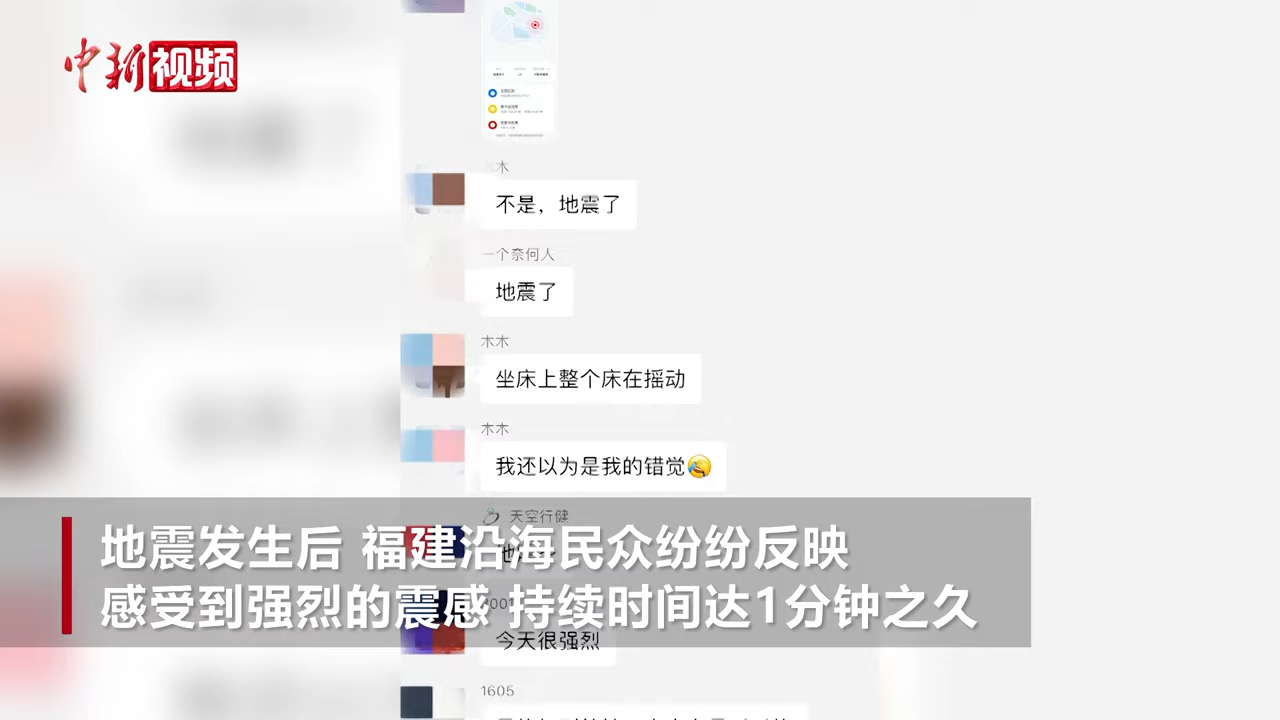 中新视频
木
不是，地震了
一个奈何人
地震了
木木
坐床上整个床在摇动
木木
我还以为是我的错觉
天空行健
地震发生后 福建沿海民众纷纷反映
感受到强烈的震感 持续时间达1分钟之久
今天很强烈
1605